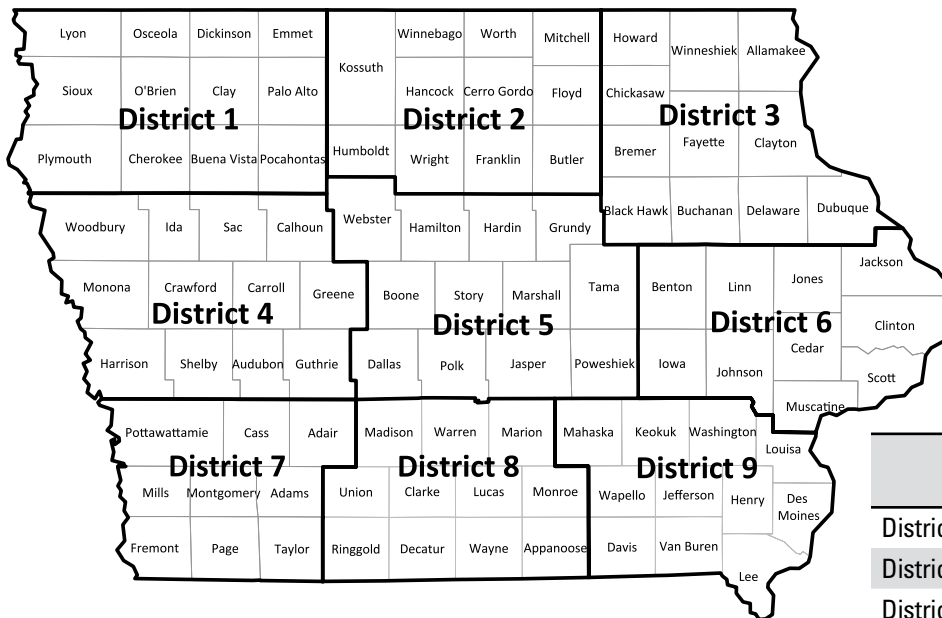 Lyon Osceola Dickinson Emmet
Sioux O'Brien Clay Palo Alto
District 1
Plymouth Cherokee Buena Vista Pocahontas
Winnebago Worth Mitchell
Kossuth
Hancock Cerro Gordo Floyd
District 2
Humboldt Wright Franklin Butler
Howard Winneshiek Allamakee
Chickasaw
District 3
Bremer Fayette Clayton
Black Hawk Buchanan Delaware Dubuque
Woodbury Ida Sac Calhoun
Monona Crawford Carroll Greene
District 4
Harrison Shelby Audubon Guthrie
Webster Hamilton Hardin Grundy
Boone Story Marshall Tama
District 5
Dallas Polk Jasper Poweshiek
Jackson
Benton Linn Jones
District 6
Clinton
Cedar
Iowa Johnson Scott
Muscatine
Pottawattamie Cass Adair
District 7
Mills Montgomery Adams
Fremont Page Taylor
Madison Warren Marion
District 8
Union Clarke Lucas Monroe
Ringgold Decatur Wayne Appanoose
Mahaska Keokuk Washington
Louisa
District 9
Wapello Jefferson Henry Des
Moines
Davis Van Buren
Lee
Distric
Distric
Distric